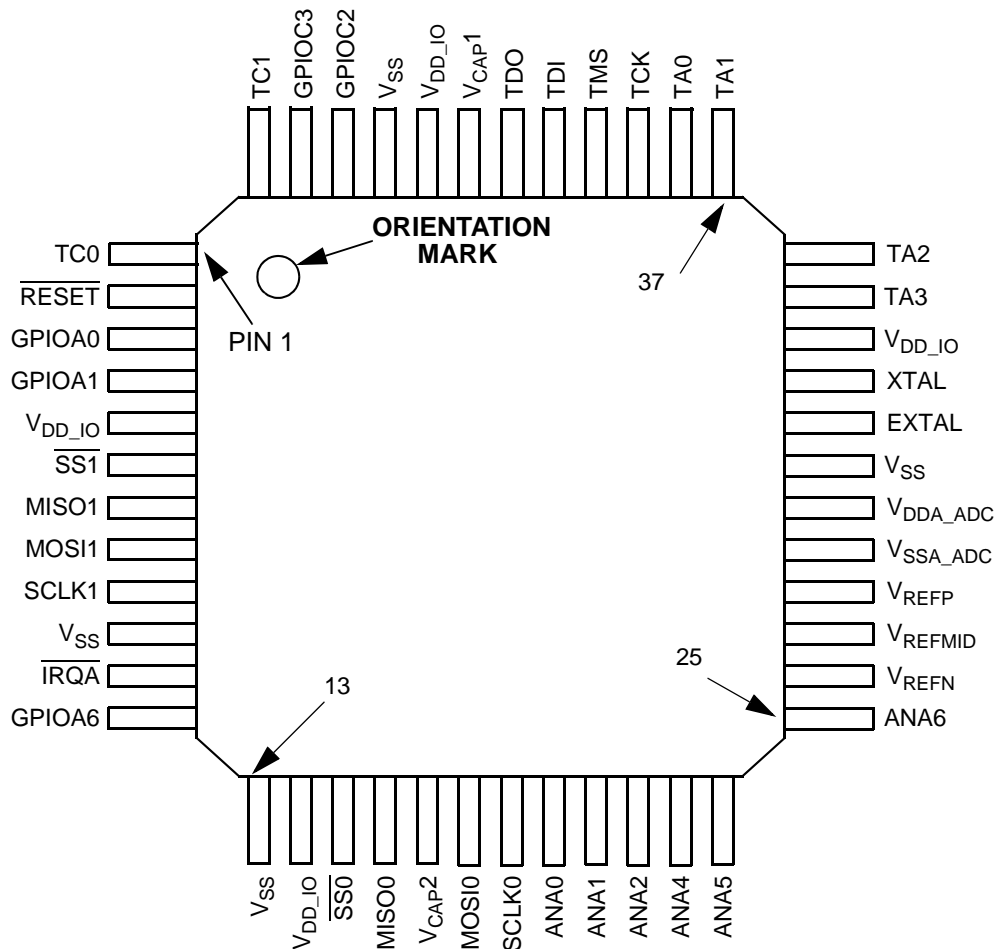 TC1
GPIOC3
GPIOC2
VSS
VDD_IO
VCAP1
TDO
TDI
TMS
TCK
TA0
TA1
ORIENTATION
MARK
37
PIN 1
TC0
RESET
GPIOA0
GPIOA1
VDD_IO
SS1
MISO1
MOSI1
SCLK1
VSS
IRQA
GPIOA6
TA2
TA3
VDD_IO
XTAL
EXTAL
VSS
VDDA_ADC
VSSA_ADC
VREFP
VREFMID
VREFN
ANA6
13
25
VSS
VDD_IO
SS0
MISO0
VCAP2
MOSI0
SCLK0
ANA0
ANA1
ANA2
ANA4
ANA5